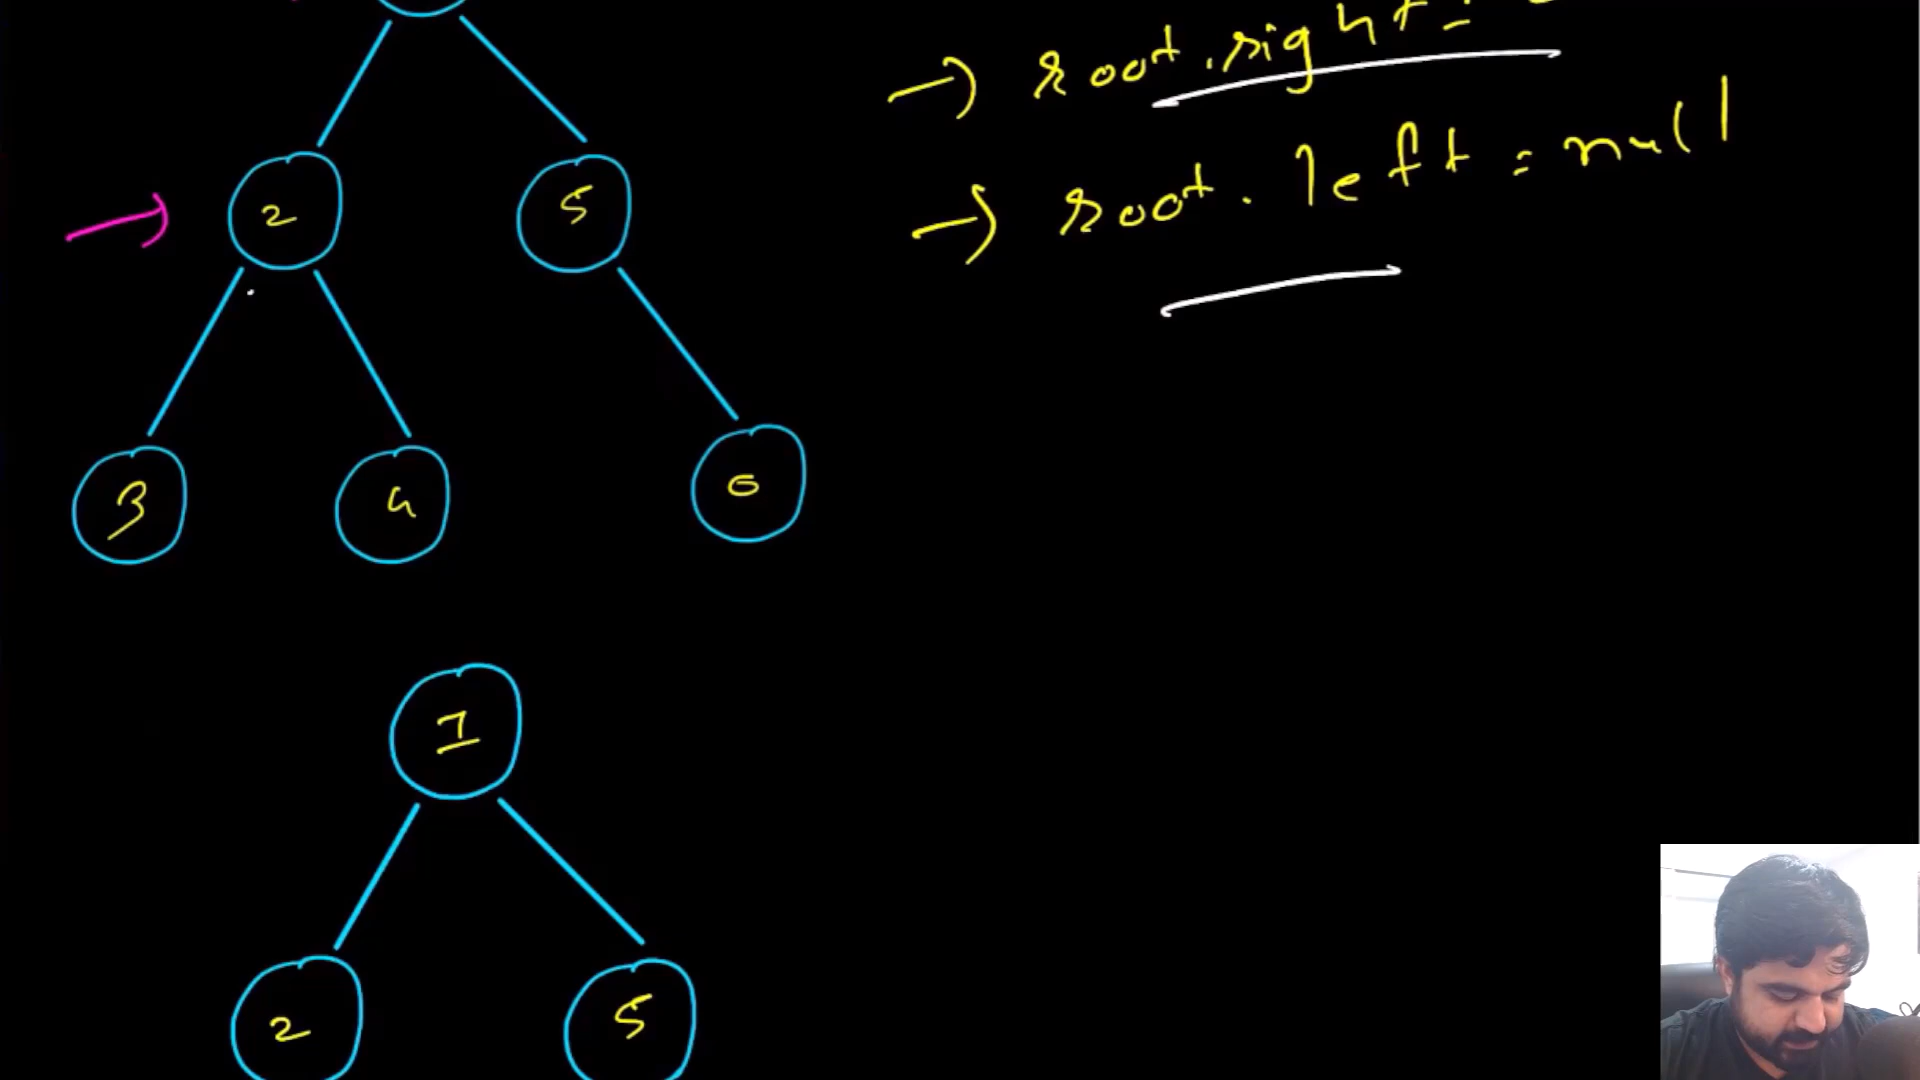 → root.right =
→ root.left = null
2 5
3 4 6
1
2 5